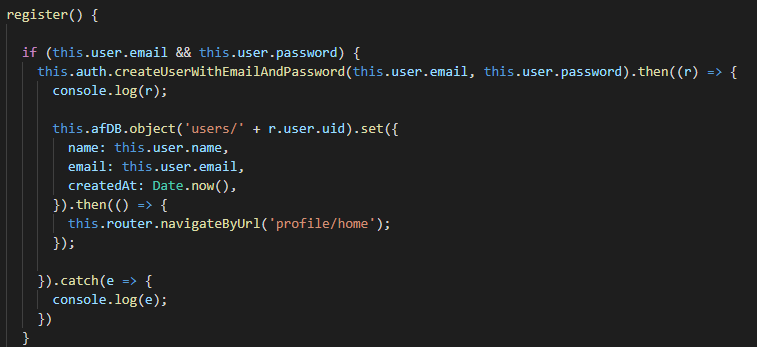 register() {
if (this.user.email && this.user.password) {
this.auth.createUserWithEmailAndPassword(this.user.email, this.user.password).then((r) => {
console.log(r);
this.afDB.object('users/' + r.user.uid).set({
name: this.user.name,
email: this.user.email,
createdAt: Date.now(),
}).then(() => {
this.router.navigateByUrl('profile/home');
});
}).catch(e => {
console.log(e);
})
}